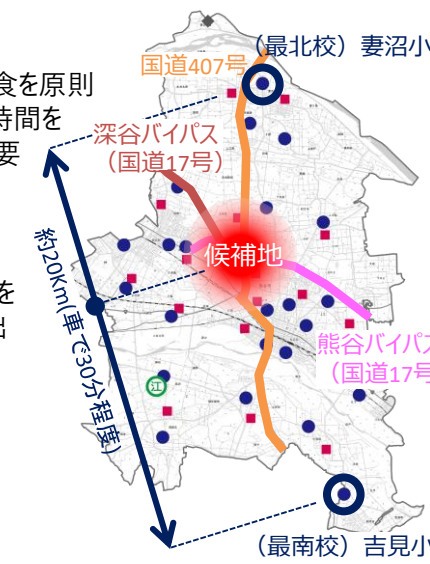 （最北校）妻沼小
国道407号
食を原則
時間を
要
深谷バイパス
（国道17号）
候補地
約20Km(車で30分程度)
を
出
熊谷バイパス
（国道17号
江
（最南校）吉見小